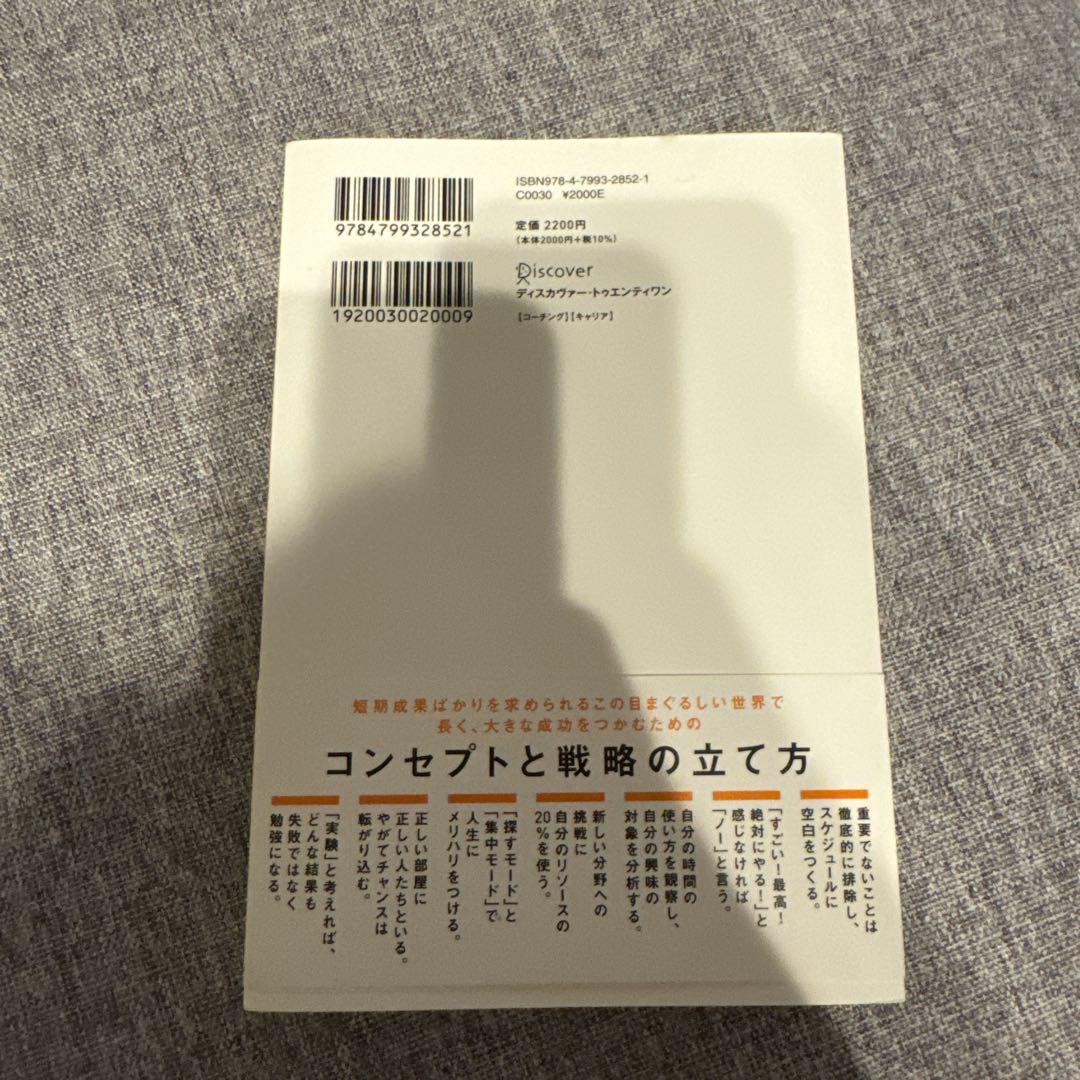 9784799328521
1920030020009
ISBN978-4-7993-2852-1
C0030 ¥2000E
定価 2200円
(本体2000円+税10%)
Discover
ディスカヴァー・トゥエンティワン
【コーチング】【キャリア】
短期成果ばかりを求められるこの目まぐるしい世界で
長く、大きな成功をつかむための
コンセプトと戦略の立て方
重要でないことは
徹底的に排除し、
スケジュールに
空白をつくる。
「すごい！最高！
絶対にやる！」と
感じなければ
「ノー」と言う。
自分の時間の
使い方を観察し、
自分の興味の
対象を分析する。
新しい分野への
挑戦に
自分のリソースの
20%を使う。
「探すモード」と
「集中モード」で、
人生に
メリハリをつける。
正しい部屋に
正しい人たちといる。
やがてチャンスは
転がり込む。
「実験」と考えれば、
どんな結果も
失敗ではなく
勉強になる。